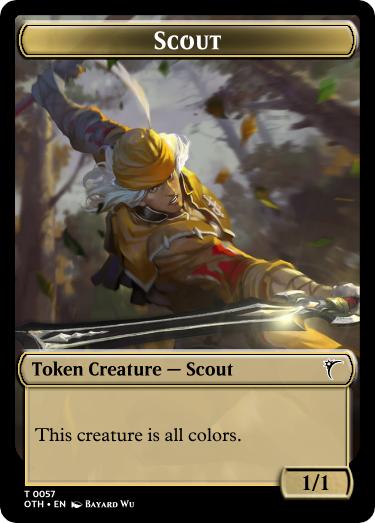 Scout
Token Creature — Scout
This creature is all colors.
1/1
T 0057
OTH • EN Bayard Wu